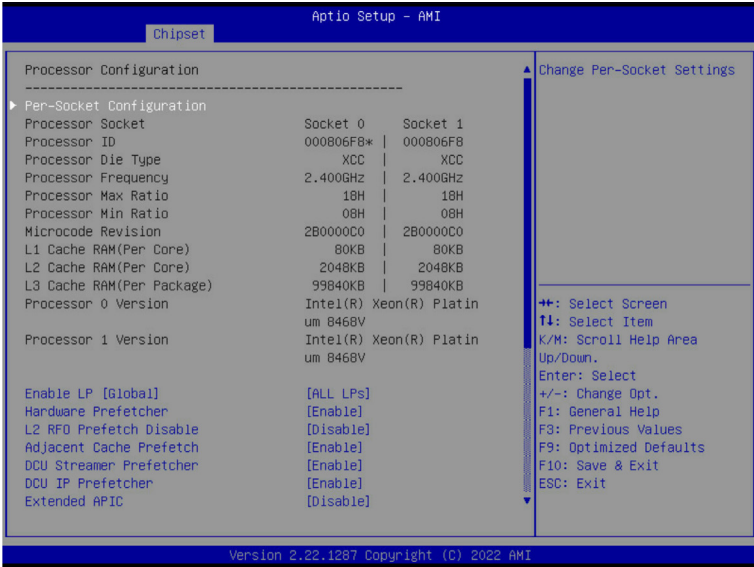 Aptio Setup – AMI
Chipset
Processor Configuration
--------------------------------------------------
Per-Socket Configuration
Processor Socket Socket 0 Socket 1
Processor ID 000806F8* | 000806F8
Processor Die Type XCC | XCC
Processor Frequency 2.400GHz | 2.400GHz
Processor Max Ratio 18H | 18H
Processor Min Ratio 08H | 08H
Microcode Revision 2B0000C0 | 2B0000C0
L1 Cache RAM(Per Core) 80KB | 80KB
L2 Cache RAM(Per Core) 2048KB | 2048KB
L3 Cache RAM(Per Package) 99840KB | 99840KB
Processor 0 Version Intel(R) Xeon(R) Platin
um 8468V
Processor 1 Version Intel(R) Xeon(R) Platin
um 8468V
Enable LP [Global] [ALL LPs]
Hardware Prefetcher [Enable]
L2 RFO Prefetch Disable [Disable]
Adjacent Cache Prefetch [Enable]
DCU Streamer Prefetcher [Enable]
DCU IP Prefetcher [Enable]
Extended APIC [Disable]
Change Per-Socket Settings
→←: Select Screen
↑↓: Select Item
K/M: Scroll Help Area
Up/Down.
Enter: Select
+/-: Change Opt.
F1: General Help
F3: Previous Values
F9: Optimized Defaults
F10: Save & Exit
ESC: Exit
Version 2.22.1287 Copyright (C) 2022 AMI